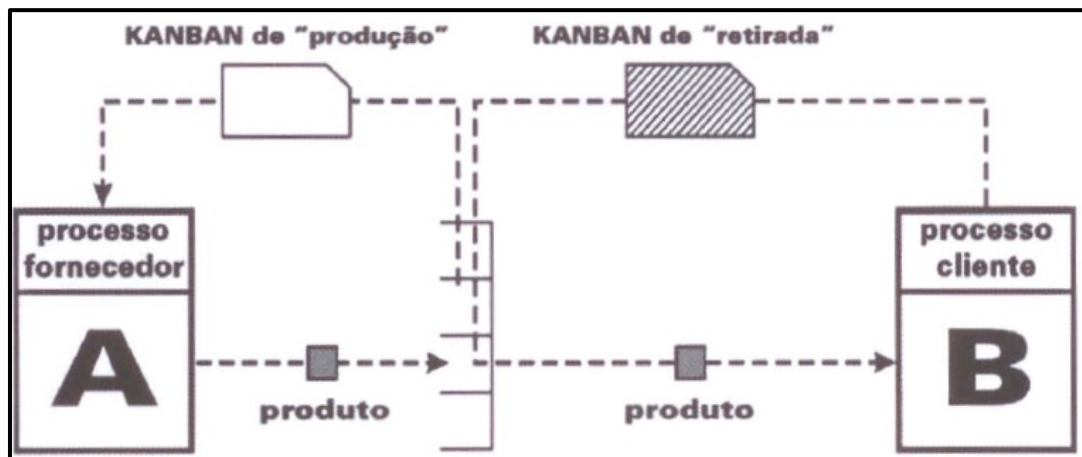 KANBAN de “produção”
KANBAN de “retirada”
processo
fornecedor
A
produto
produto
processo
cliente
B